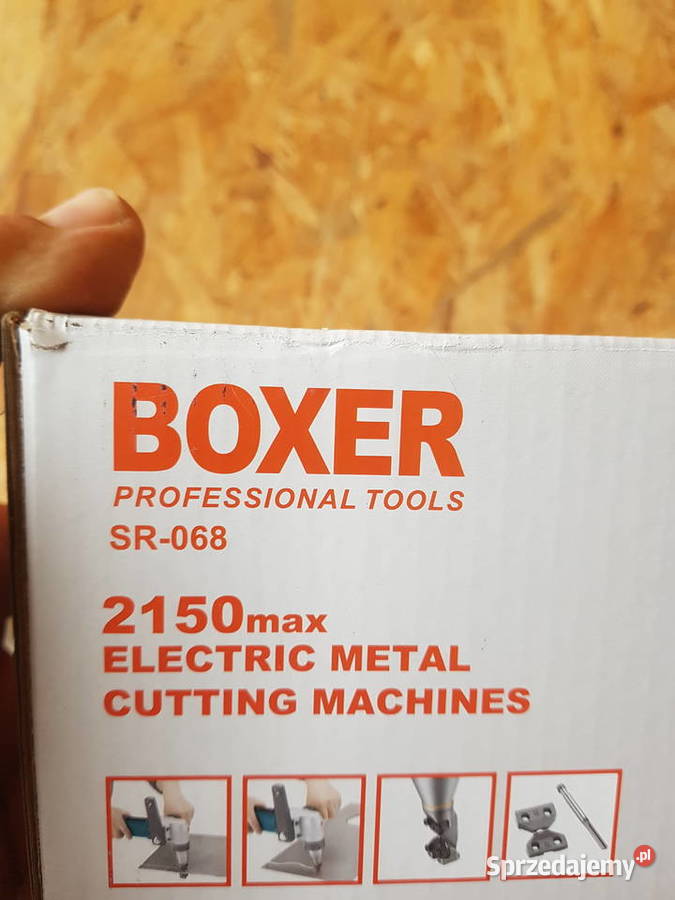 BOXER
PROFESSIONAL TOOLS
SR-068
2150max
ELECTRIC METAL
CUTTING MACHINES
Sprzedajemy.pl